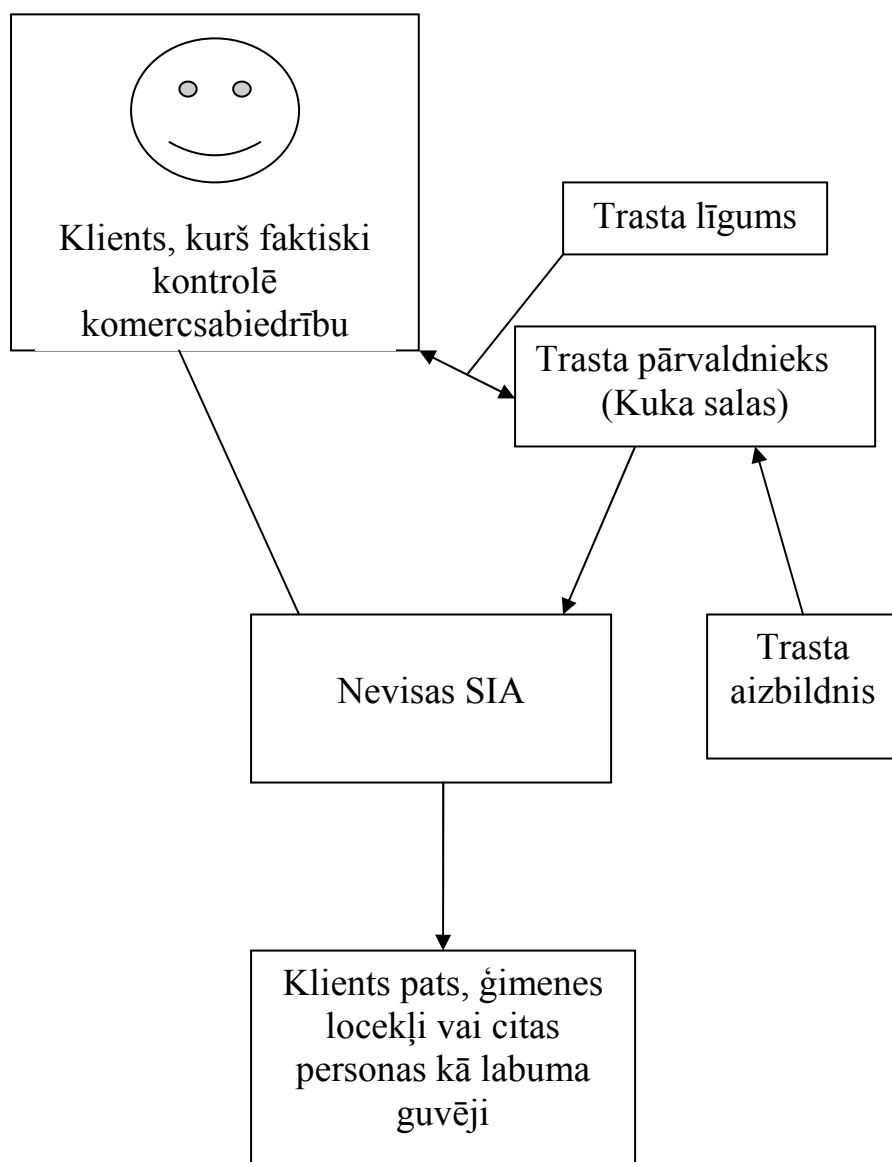 Klients, kurš faktiski
kontrolē
komercsabiedrību
Trasta līgums
Trasta pārvaldnieks
(Kuka salas)
Nevisas SIA
Trasta
aizbildnis
Klients pats, ģimenes
locekļi vai citas
personas kā labuma
guvēji